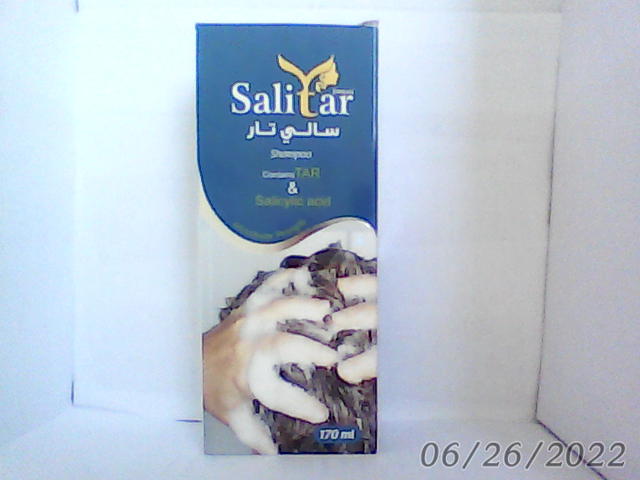 Salitar
سالي تار
Shampoo
Contains TAR
&
Salicylic acid
170 ml
06/26/2022